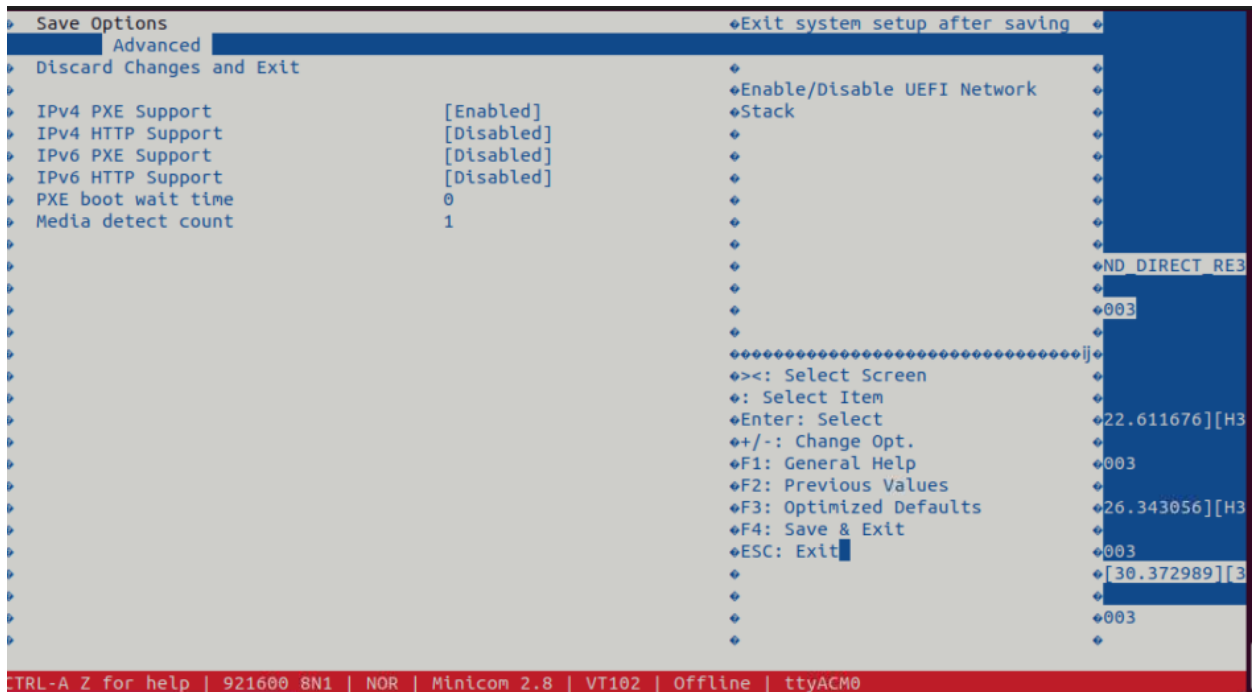 Save Options Exit system setup after saving
Advanced
Discard Changes and Exit
Enable/Disable UEFI Network
IPv4 PXE Support [Enabled] Stack
IPv4 HTTP Support [Disabled]
IPv6 PXE Support [Disabled]
IPv6 HTTP Support [Disabled]
PXE boot wait time 0
Media detect count 1
ND_DIRECT_RE3
003
><: Select Screen
: Select Item
Enter: Select 22.611676][H3
+/-: Change Opt.
F1: General Help 003
F2: Previous Values
F3: Optimized Defaults 26.343056][H3
F4: Save & Exit
ESC: Exit 003
[30.372989][3
003
CTRL-A Z for help | 921600 8N1 | NOR | Minicom 2.8 | VT102 | Offline | ttyACM0